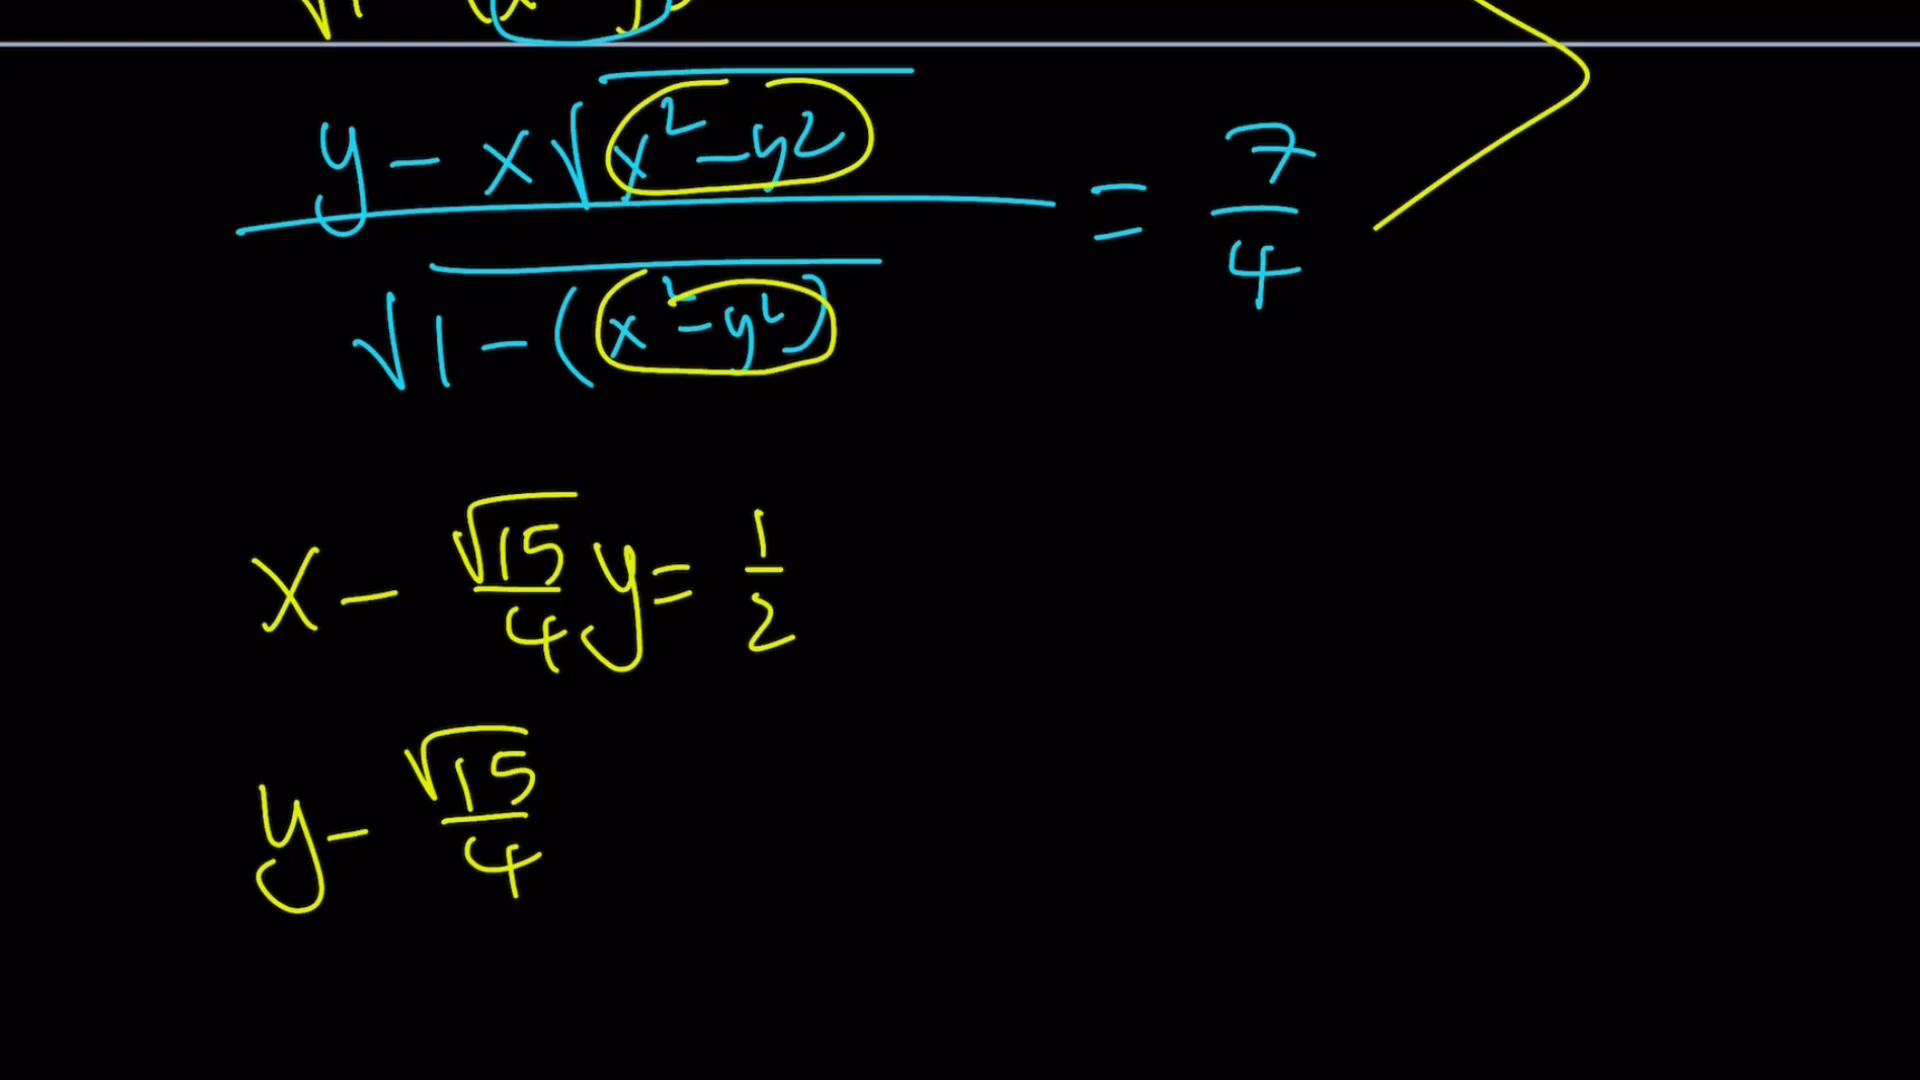 y - x√(x² - y²)
√1 - (x² - y²)
= 7/4
x - √15/4 y = 1/2
y - √15/4